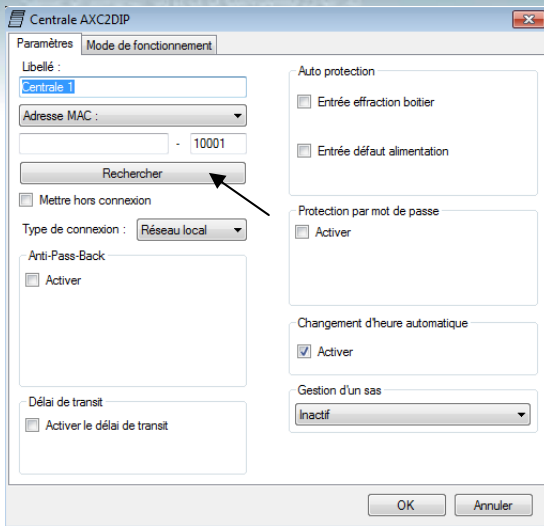 Centrale AXC2DIP
Paramètres
Mode de fonctionnement
Libellé :
Centrale 1
Adresse MAC :
- 10001
Rechercher
Mettre hors connexion
Type de connexion : Réseau local
Anti-Pass-Back
Activer
Délai de transit
Activer le délai de transit
Auto protection
Entrée effraction boitier
Entrée défaut alimentation
Protection par mot de passe
Activer
Changement d'heure automatique
Activer
Gestion d'un sas
Inactif
OK
Annuler